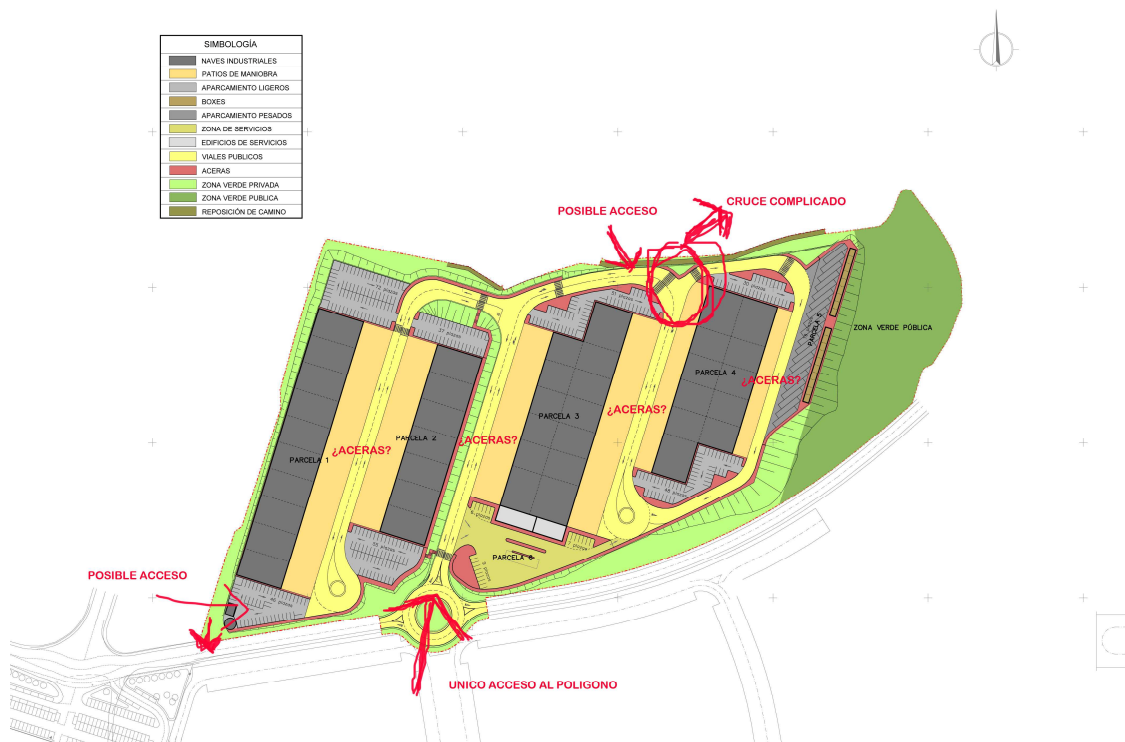 SIMBOLOGÍA
NAVES INDUSTRIALES
PATIOS DE MANIOBRA
APARCAMIENTO LIGEROS
BOXES
APARCAMIENTO PESADOS
ZONA DE SERVICIOS
EDIFICIOS DE SERVICIOS
VIALES PUBLICOS
ACERAS
ZONA VERDE PRIVADA
ZONA VERDE PUBLICA
REPOSICIÓN DE CAMINO
CRUCE COMPLICADO
POSIBLE ACCESO
ZONA VERDE PÚBLICA
PARCELA 5
PARCELA 4
¿ACERAS?
¿ACERAS?
PARCELA 3
PARCELA 2
¿ACERAS?
¿ACERAS?
PARCELA 1
PARCELA 6
POSIBLE ACCESO
UNICO ACCESO AL POLIGONO